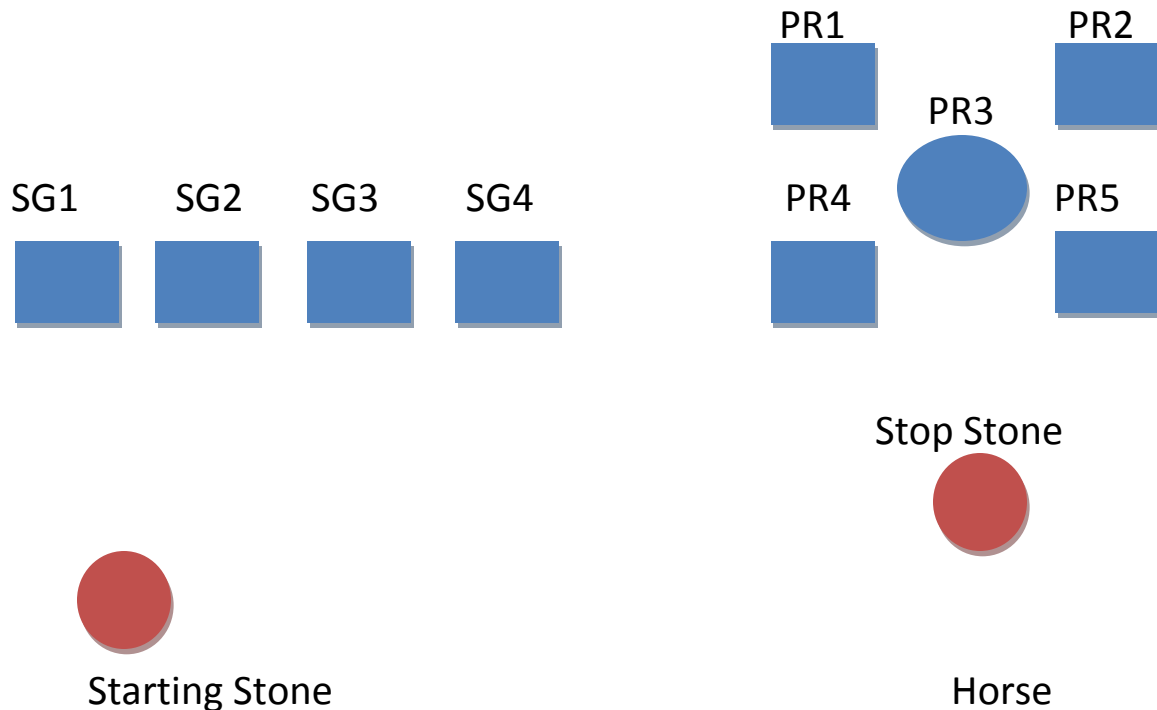 PR1 PR2
PR3
SG1 SG2 SG3 SG4 PR4 PR5
Stop Stone
Starting Stone Horse